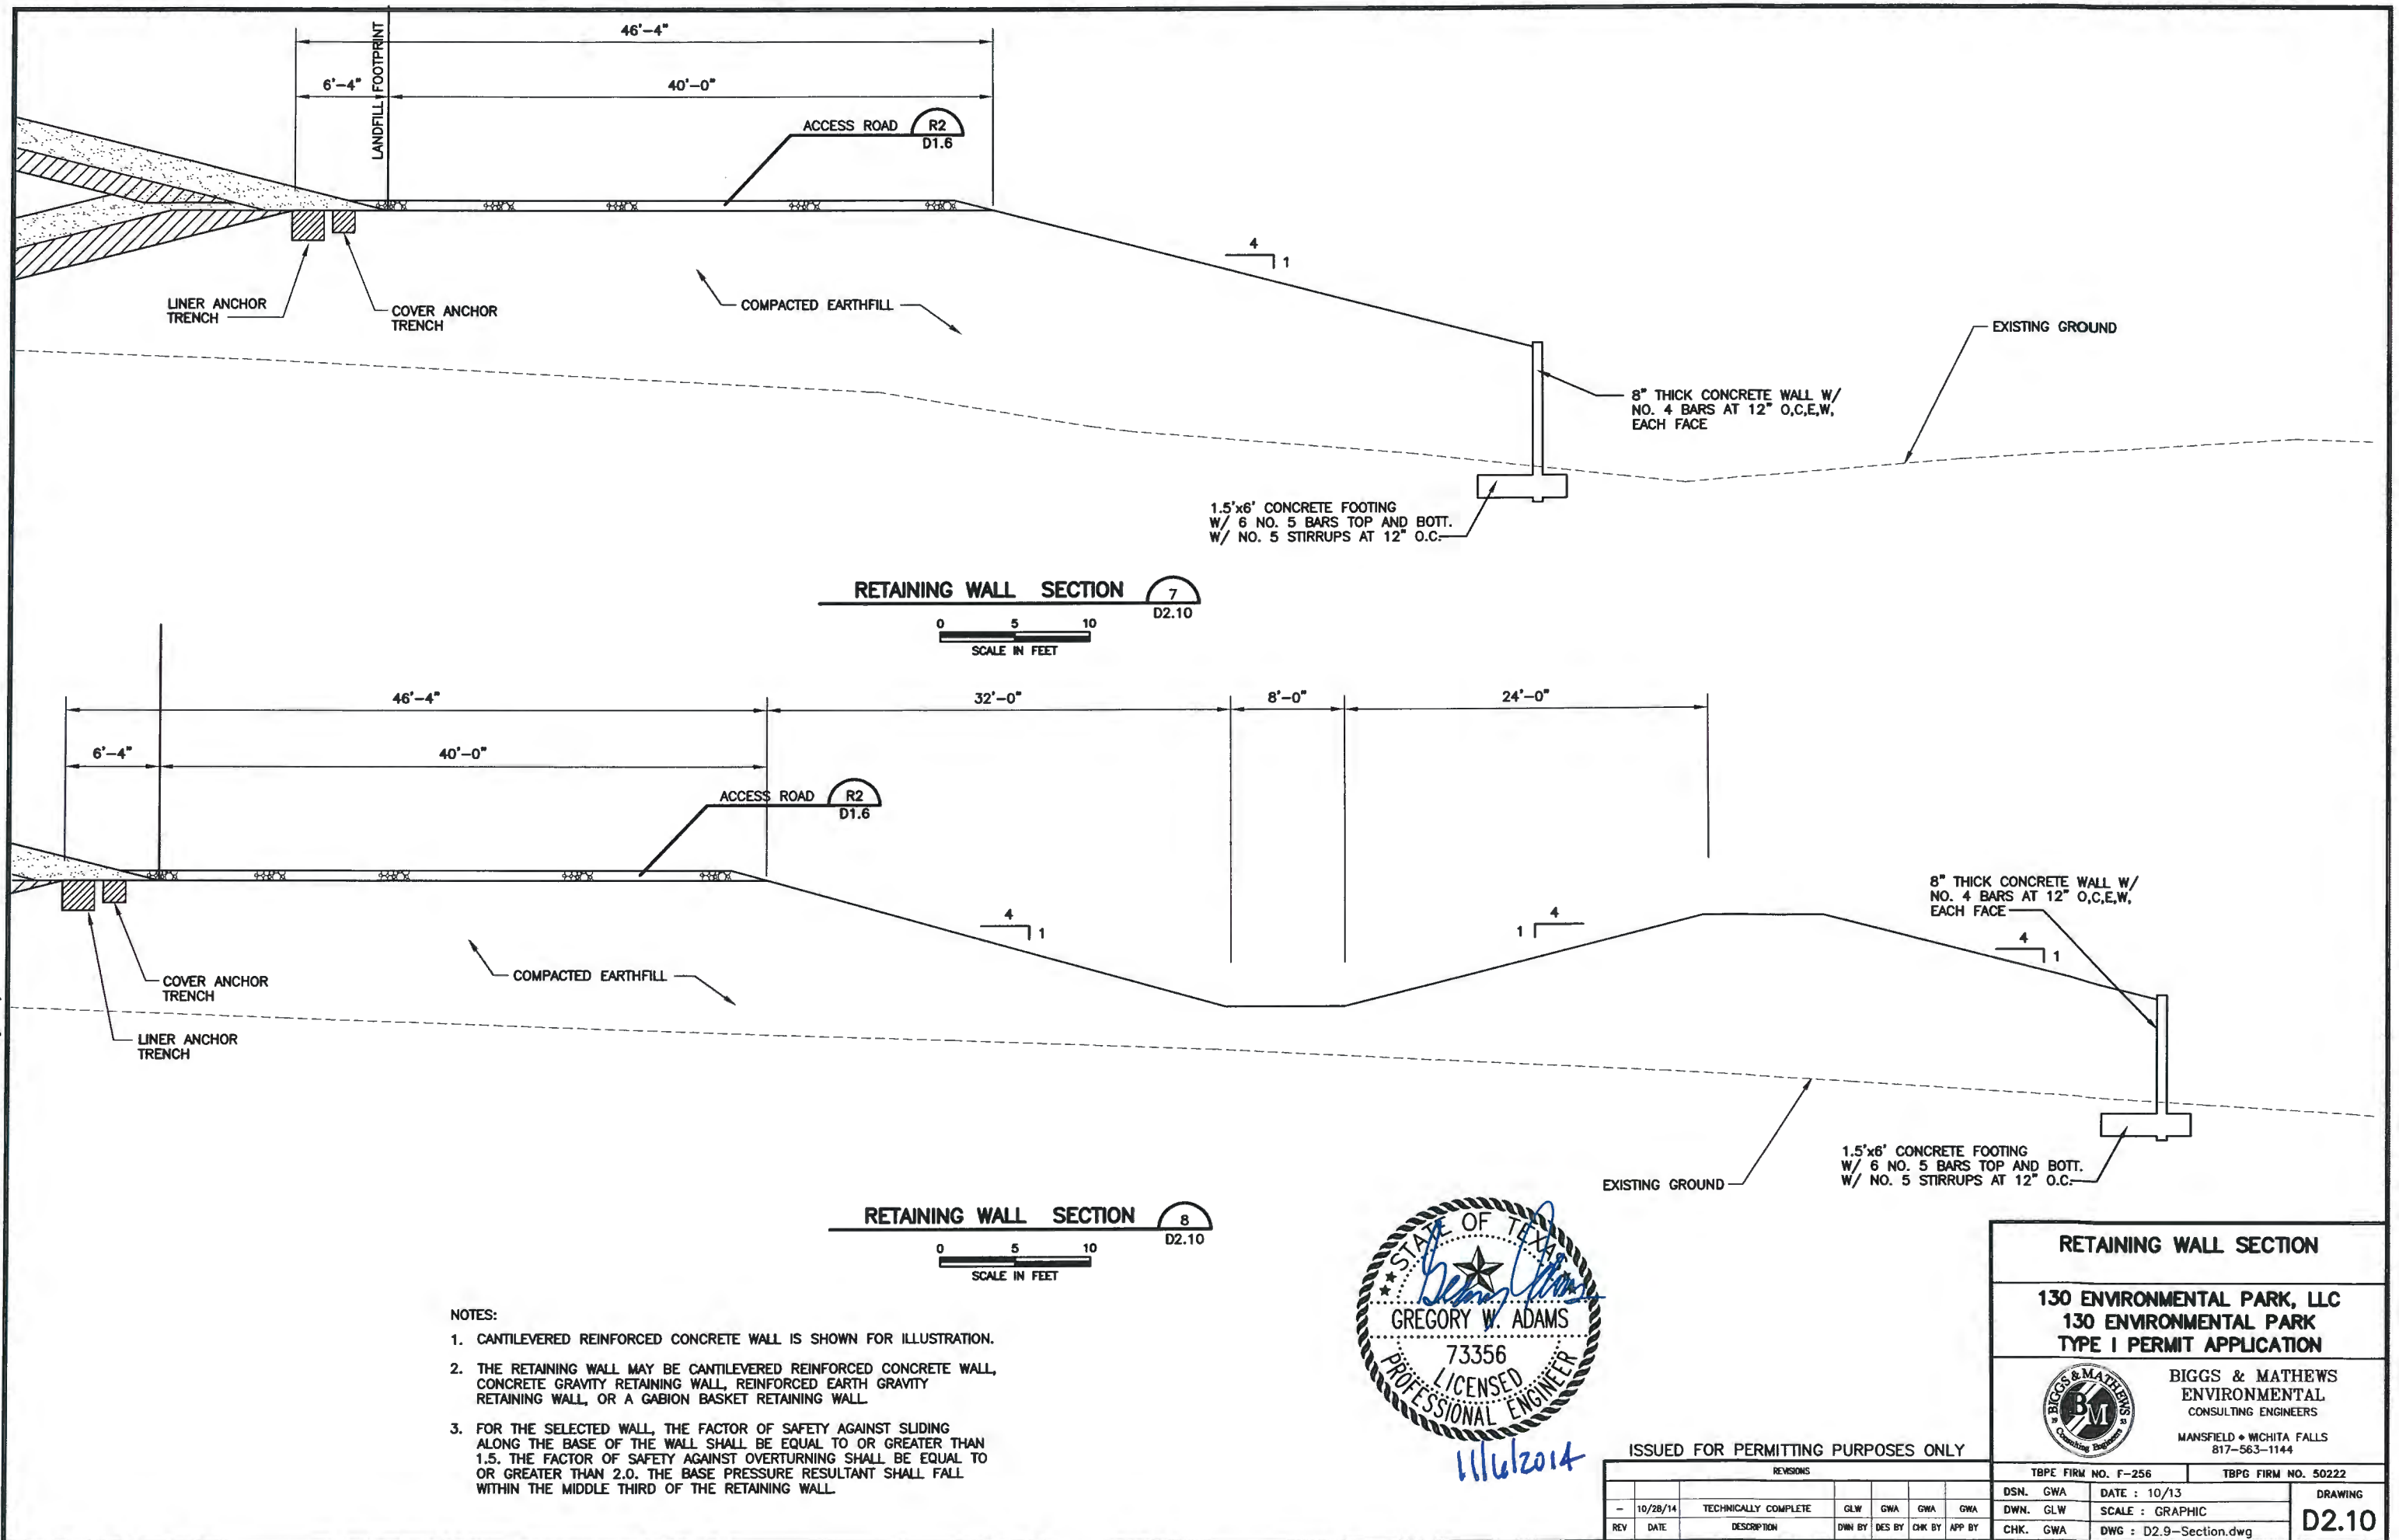 46'-4"
6'-4"
LANDFILL FOOTPRINT
40'-0"
ACCESS ROAD R2
D1.6
4
1
LINER ANCHOR
TRENCH
COVER ANCHOR
TRENCH
COMPACTED EARTHFILL
EXISTING GROUND
8" THICK CONCRETE WALL W/
NO. 4 BARS AT 12" O,C,E,W,
EACH FACE
1.5'x6' CONCRETE FOOTING
W/ 6 NO. 5 BARS TOP AND BOTT.
W/ NO. 5 STIRRUPS AT 12" O.C.
RETAINING WALL SECTION 7
D2.10
0 5 10
SCALE IN FEET
46'-4" 32'-0" 8'-0" 24'-0"
6'-4" 40'-0"
ACCESS ROAD R2
D1.6
4
1
4
1
8" THICK CONCRETE WALL W/
NO. 4 BARS AT 12" O,C,E,W,
EACH FACE
4
1
COVER ANCHOR
TRENCH
COMPACTED EARTHFILL
LINER ANCHOR
TRENCH
1.5'x6' CONCRETE FOOTING
W/ 6 NO. 5 BARS TOP AND BOTT.
W/ NO. 5 STIRRUPS AT 12" O.C.
EXISTING GROUND
RETAINING WALL SECTION 8
D2.10
0 5 10
SCALE IN FEET
NOTES:
1. CANTILEVERED REINFORCED CONCRETE WALL IS SHOWN FOR ILLUSTRATION.
2. THE RETAINING WALL MAY BE CANTILEVERED REINFORCED CONCRETE WALL,
CONCRETE GRAVITY RETAINING WALL, REINFORCED EARTH GRAVITY
RETAINING WALL, OR A GABION BASKET RETAINING WALL.
3. FOR THE SELECTED WALL, THE FACTOR OF SAFETY AGAINST SLIDING
ALONG THE BASE OF THE WALL SHALL BE EQUAL TO OR GREATER THAN
1.5. THE FACTOR OF SAFETY AGAINST OVERTURNING SHALL BE EQUAL TO
OR GREATER THAN 2.0. THE BASE PRESSURE RESULTANT SHALL FALL
WITHIN THE MIDDLE THIRD OF THE RETAINING WALL.
STATE OF TEXAS
GREGORY W. ADAMS
73356
LICENSED
PROFESSIONAL ENGINEER
11/6/2014
ISSUED FOR PERMITTING PURPOSES ONLY
REVISIONS
- 10/28/14 TECHNICALLY COMPLETE GLW GWA GWA GWA
REV DATE DESCRIPTION DWN BY DES BY CHK BY APP BY
RETAINING WALL SECTION
130 ENVIRONMENTAL PARK, LLC
130 ENVIRONMENTAL PARK
TYPE I PERMIT APPLICATION
BIGGS & MATHEWS
19 BM 53
Consulting Engineers
BIGGS & MATHEWS
ENVIRONMENTAL
CONSULTING ENGINEERS
MANSFIELD ♦ WICHITA FALLS
817-563-1144
TBPE FIRM NO. F-256 TBPG FIRM NO. 50222
DSN. GWA DATE : 10/13 DRAWING
DWN. GLW SCALE : GRAPHIC D2.10
CHK. GWA DWG : D2.9-Section.dwg